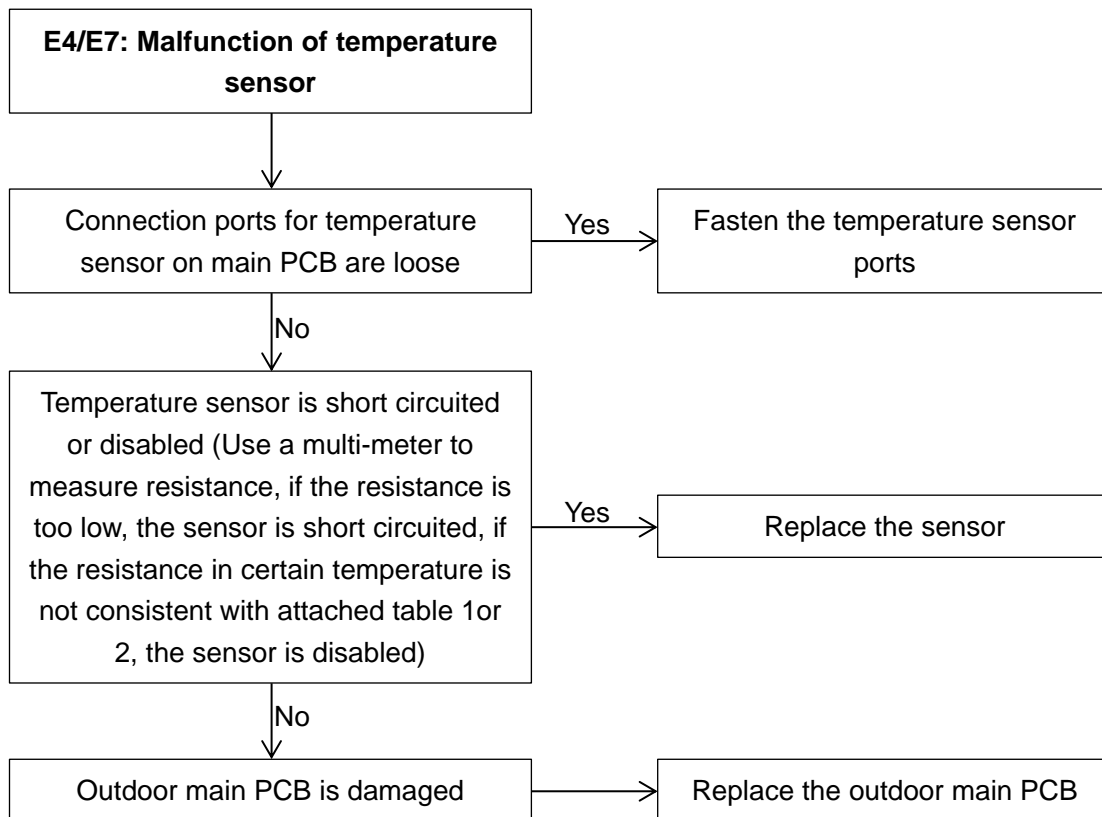 E4/E7: Malfunction of temperature
sensor
Connection ports for temperature
sensor on main PCB are loose
Yes
Fasten the temperature sensor
ports
No
Temperature sensor is short circuited
or disabled (Use a multi-meter to
measure resistance, if the resistance is
too low, the sensor is short circuited, if
the resistance in certain temperature is
not consistent with attached table 1or
2, the sensor is disabled)
Yes
Replace the sensor
No
Outdoor main PCB is damaged
Replace the outdoor main PCB